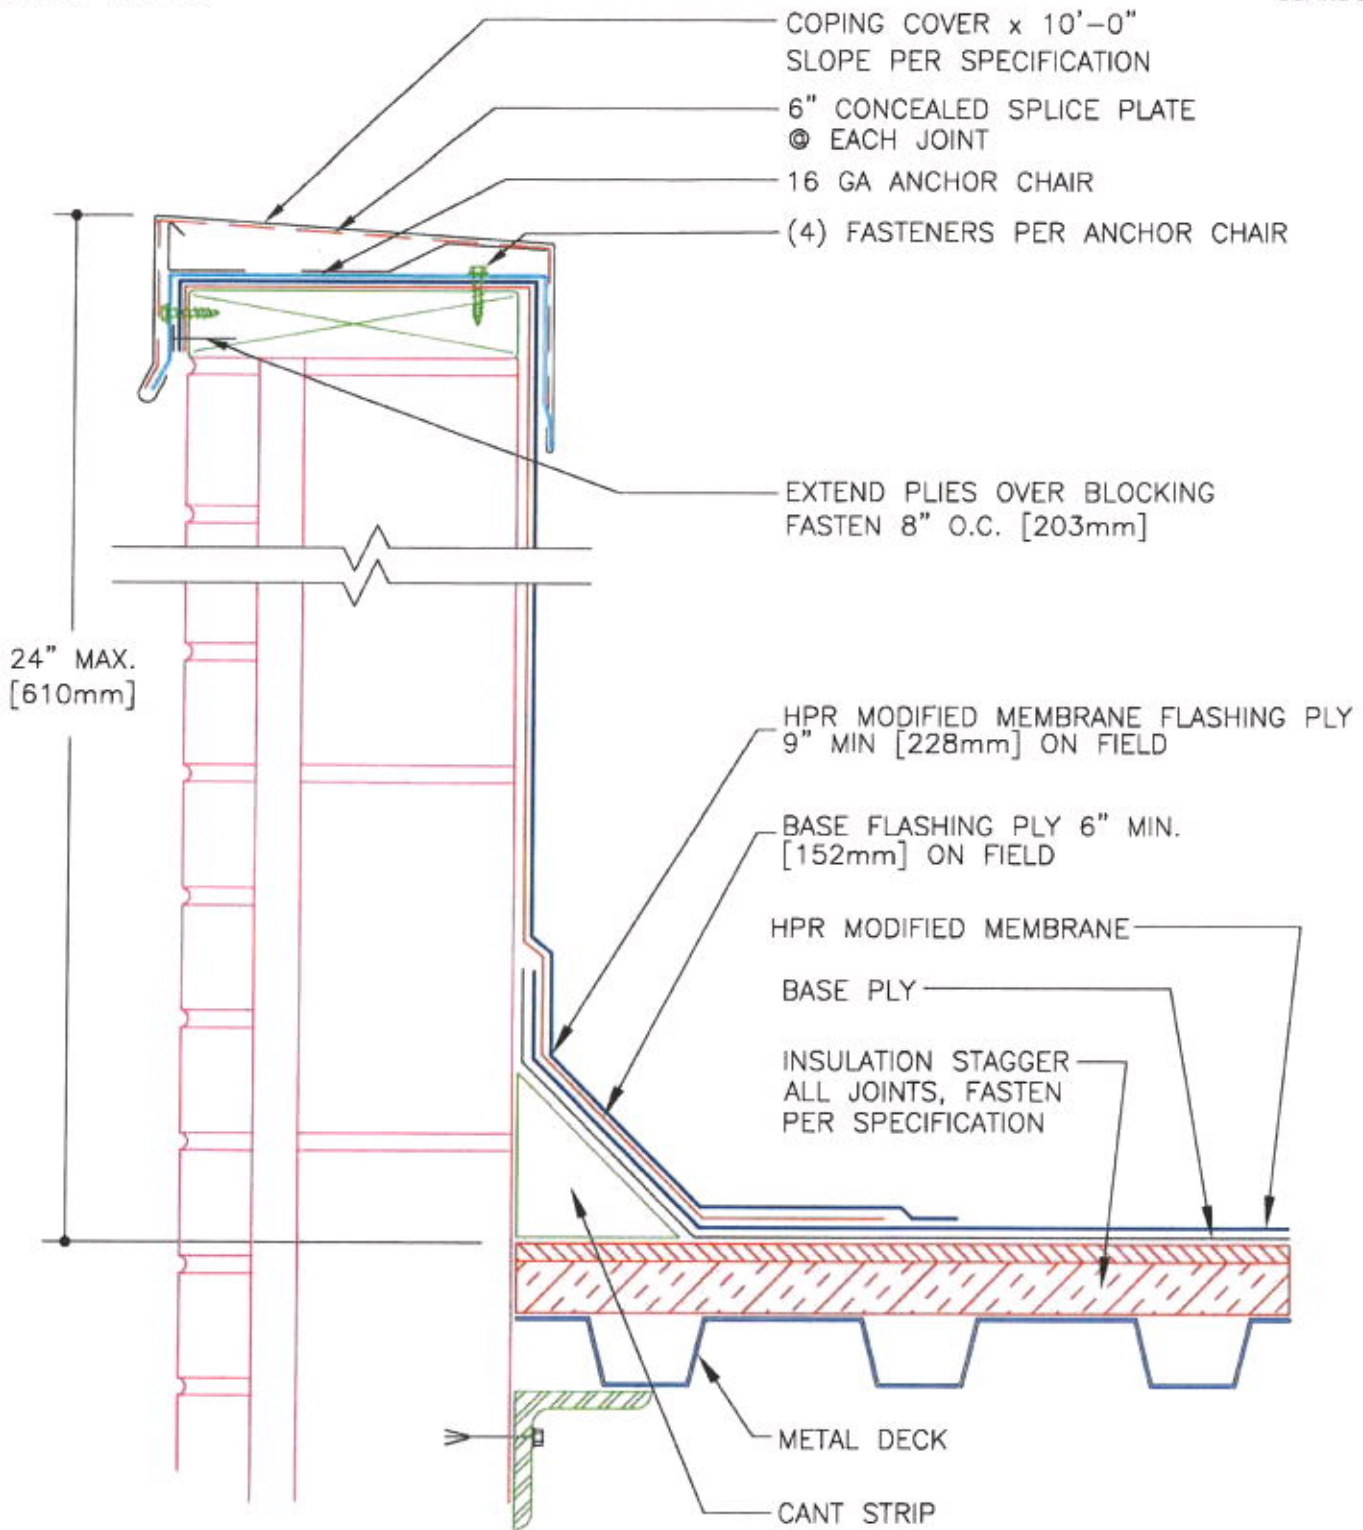 COPING COVER x 10'-0"
SLOPE PER SPECIFICATION
6" CONCEALED SPLICE PLATE
@ EACH JOINT
16 GA ANCHOR CHAIR
(4) FASTENERS PER ANCHOR CHAIR
EXTEND PLIES OVER BLOCKING
FASTEN 8" O.C. [203mm]
24" MAX.
[610mm]
HPR MODIFIED MEMBRANE FLASHING PLY
9" MIN [228mm] ON FIELD
BASE FLASHING PLY 6" MIN.
[152mm] ON FIELD
HPR MODIFIED MEMBRANE
BASE PLY
INSULATION STAGGER
ALL JOINTS, FASTEN
PER SPECIFICATION
METAL DECK
CANT STRIP